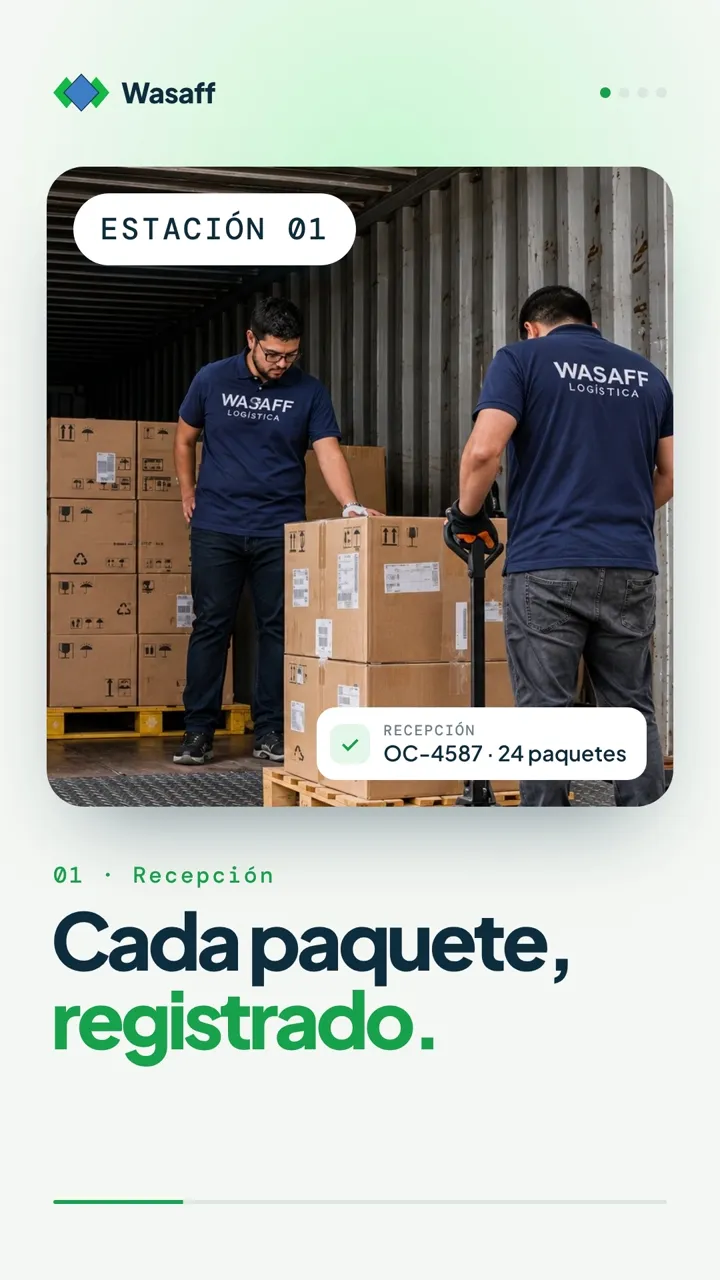 Wasaff
ESTACIÓN 01
WASAFF
LOGÍSTICA
WASAFF
LOGÍSTICA
RECEPCIÓN
OC-4587 · 24 paquetes
01 · Recepción
Cada paquete,
registrado.